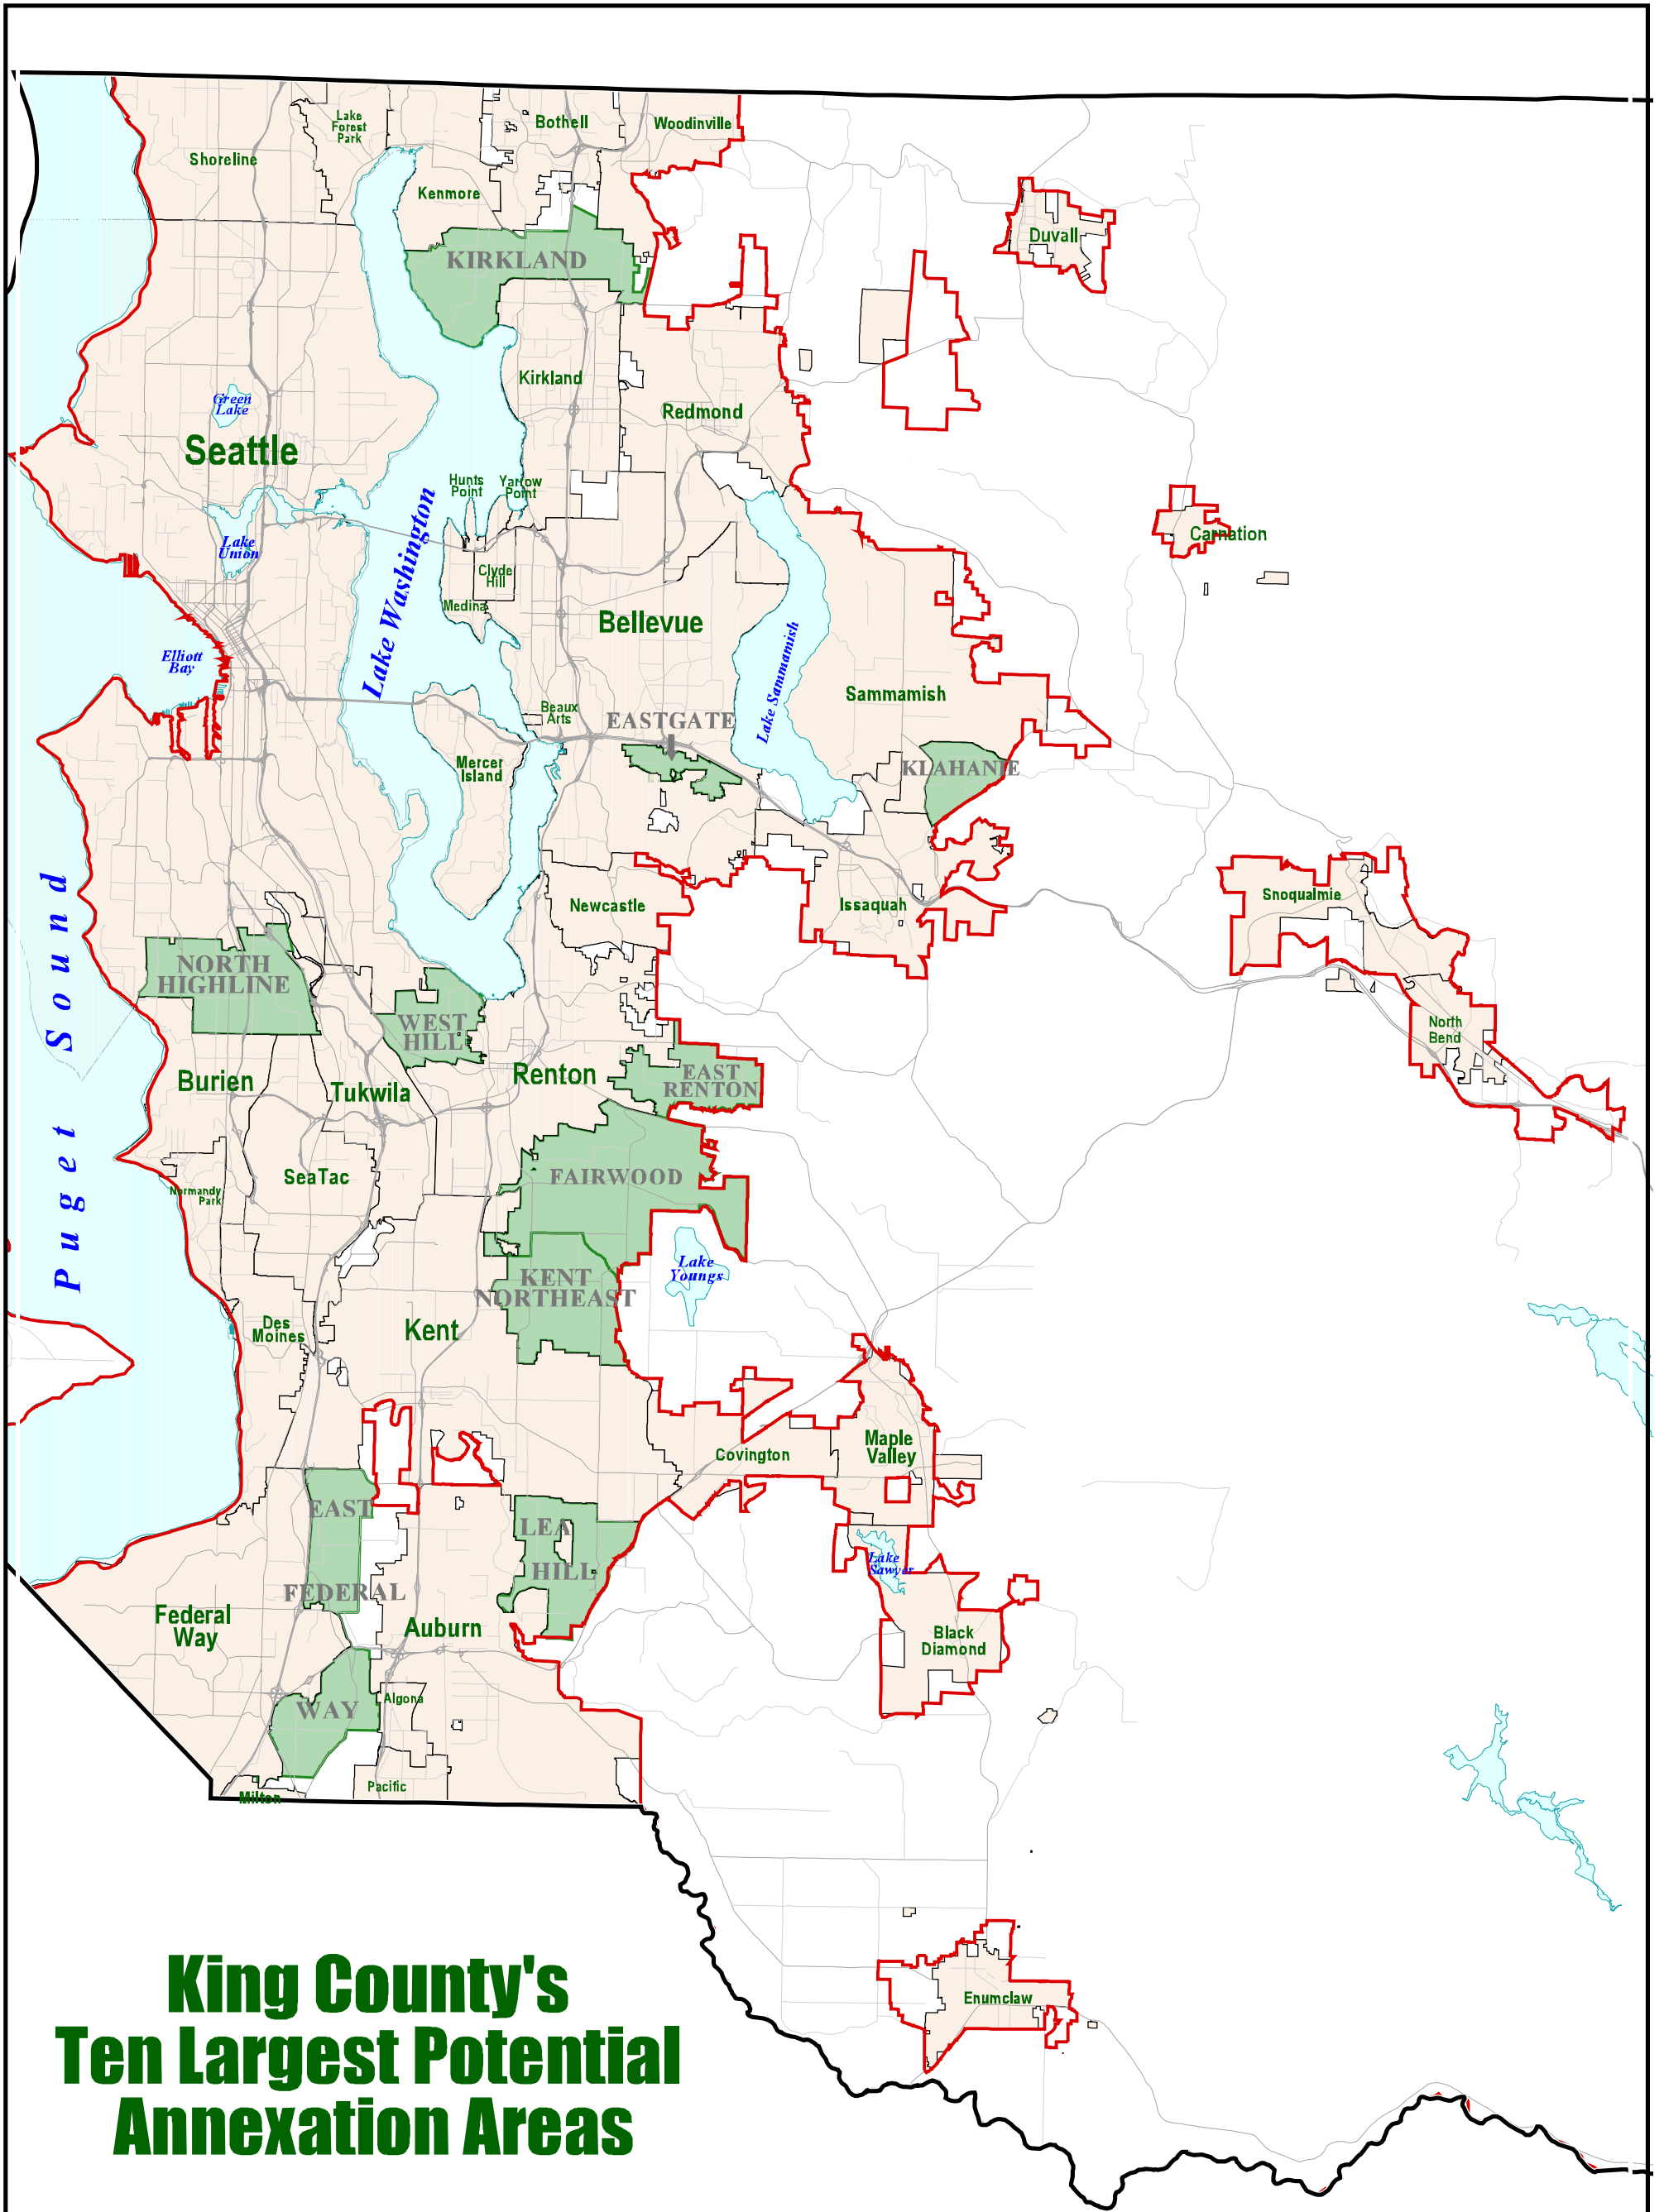 Lake
Forest
Park
Bothell
Woodinville
Shoreline
Kenmore
Duvall
KIRKLAND
Kirkland
Green
Lake
Redmond
Seattle
Hunts
Point
Yarrow
Point
Carnation
Lake
Union
Lake Washington
Clyde
Hill
Medina
Bellevue
Elliott
Bay
Lake Sammamish
Sammamish
Beaux
Arts
EASTGATE
Mercer
Island
KLAHANIE
Newcastle
Issaquah
Snoqualmie
Puget Sound
NORTH
HIGHLINE
WEST
HILL
North
Bend
Burien
Tukwila
Renton
EAST
RENTON
SeaTac
Normandy
Park
FAIRWOOD
Lake
Youngs
KENT
NORTHEAST
Des
Moines
Kent
Maple
Valley
Covington
EAST
FEDERAL
WAY
LEA
HILL
Lake
Sawyer
Federal
Way
Auburn
Black
Diamond
Algona
Pacific
Milton
Enumclaw
King County's
Ten Largest Potential
Annexation Areas